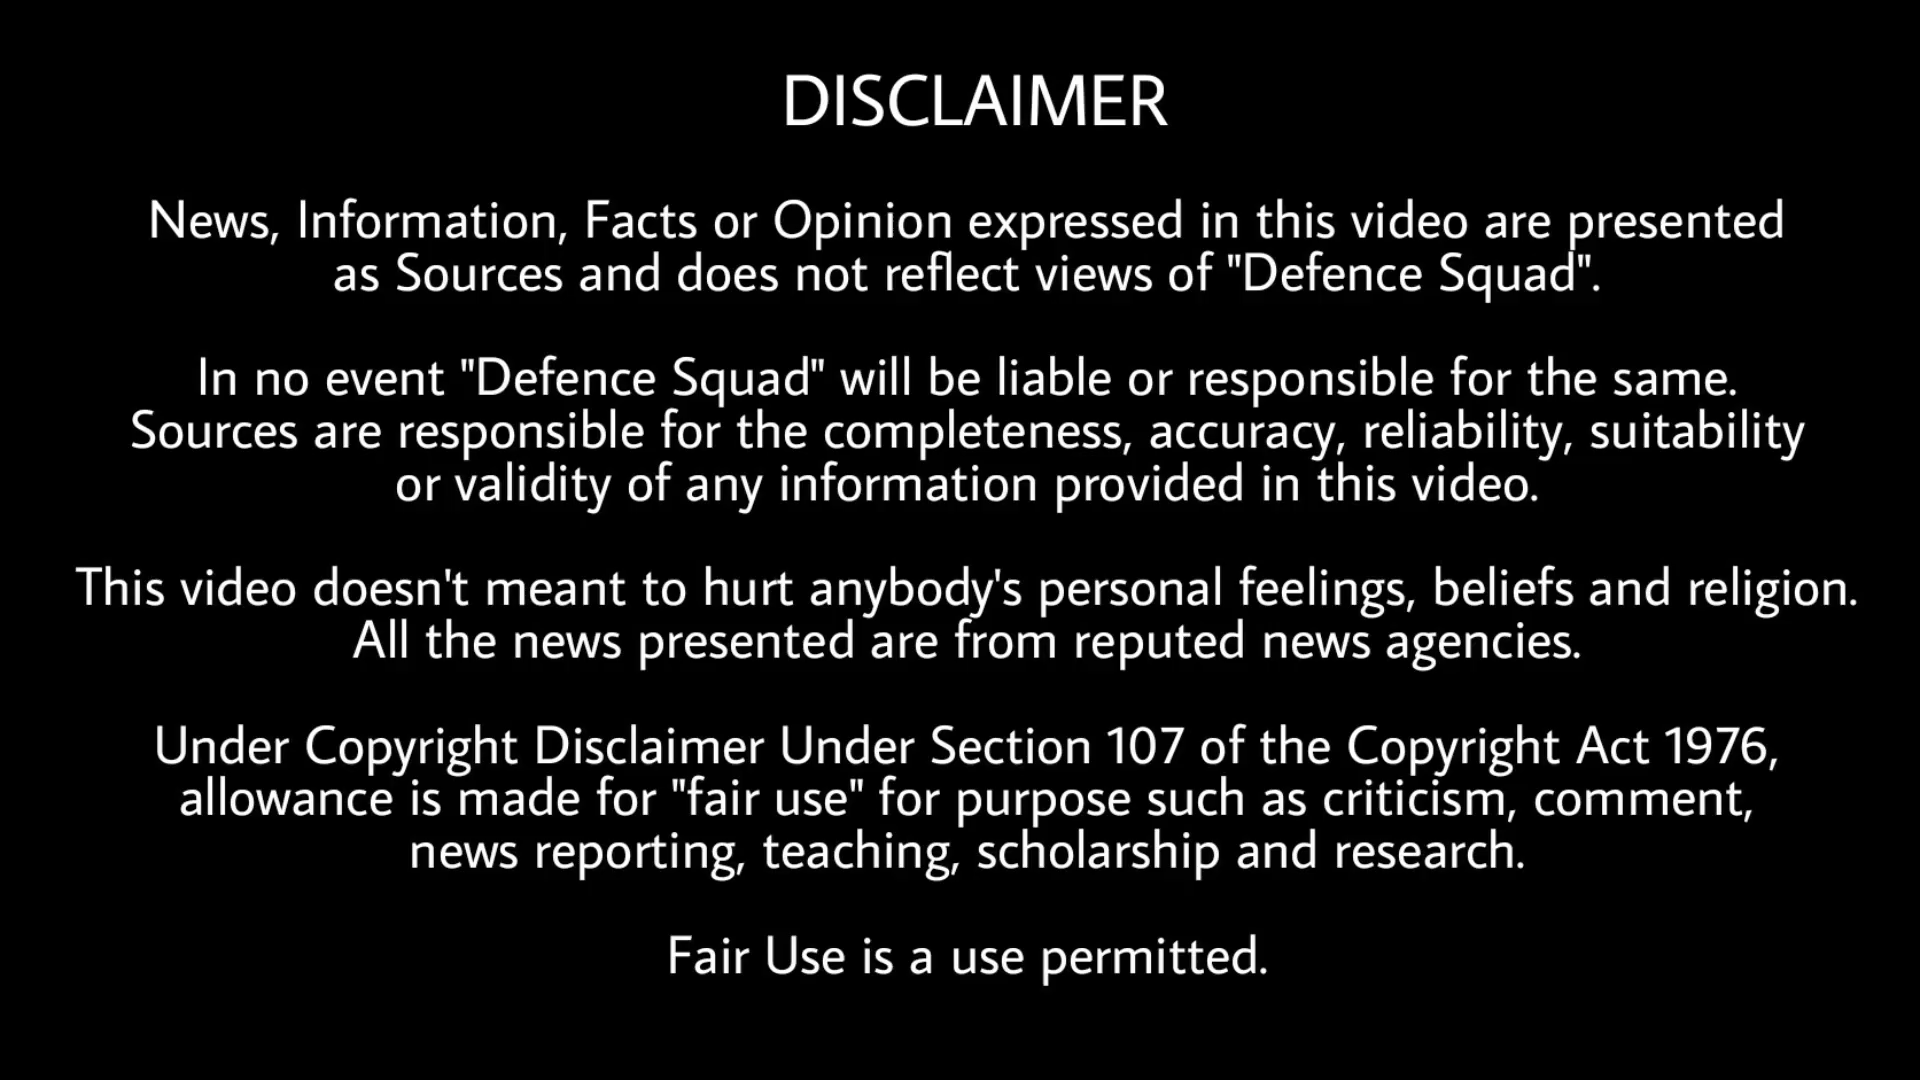 DISCLAIMER
News, Information, Facts or Opinion expressed in this video are presented
as Sources and does not reflect views of "Defence Squad".
In no event "Defence Squad" will be liable or responsible for the same.
Sources are responsible for the completeness, accuracy, reliability, suitability
or validity of any information provided in this video.
This video doesn't meant to hurt anybody's personal feelings, beliefs and religion.
All the news presented are from reputed news agencies.
Under Copyright Disclaimer Under Section 107 of the Copyright Act 1976,
allowance is made for "fair use" for purpose such as criticism, comment,
news reporting, teaching, scholarship and research.
Fair Use is a use permitted.